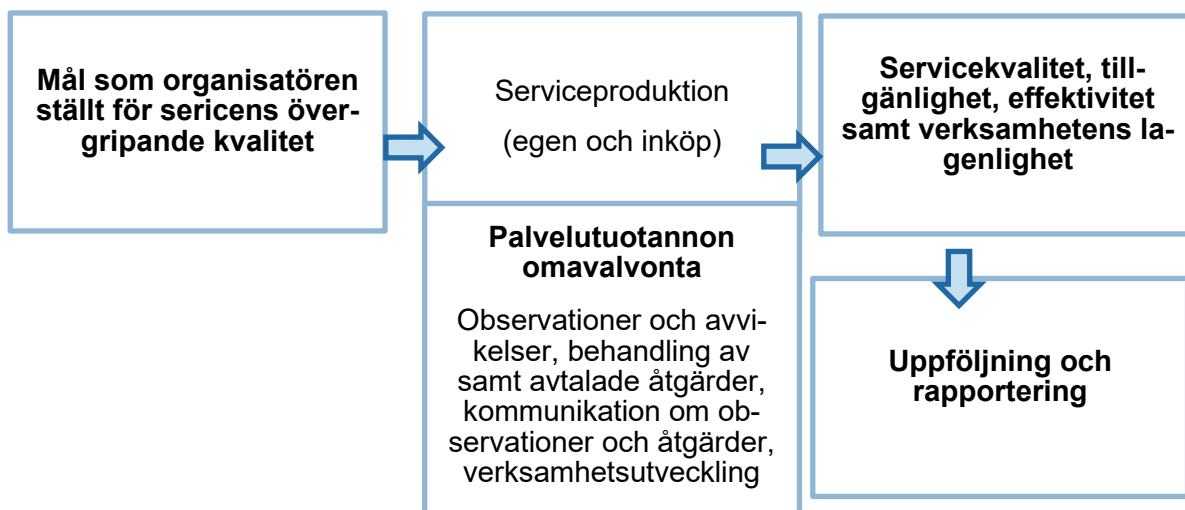 Mål som organisatören
ställt för sericens över-
gripande kvalitet
Serviceproduktion
(egen och inköp)
Palvelutuotannon
omavalvonta
Observationer och avvi-
kelser, behandling av
samt avtalade åtgärder,
kommunikation om ob-
servationer och åtgärder,
verksamhetsutveckling
Servicekvalitet, till-
gänlighet, effektivitet
samt verksamhetens la-
genlighet
Uppföljning och
rapportering